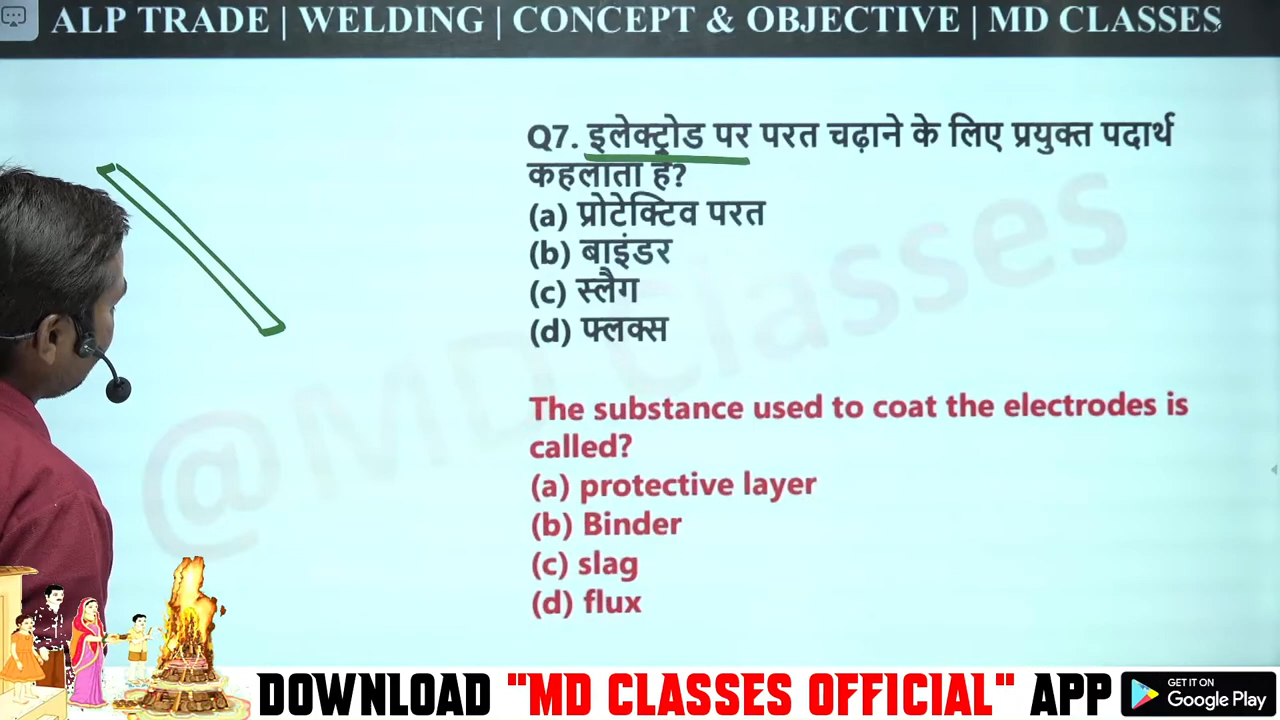 ALP TRADE | WELDING | CONCEPT & OBJECTIVE | MD CLASSES
Q7. इलेक्ट्रोड पर परत चढ़ाने के लिए प्रयुक्त पदार्थ
कहलाता है?
(a) प्रोटेक्टिव परत
(b) बाइंडर
(c) स्लैग
(d) फ्लक्स
@MD Classes
The substance used to coat the electrodes is
called?
(a) protective layer
(b) Binder
(c) slag
(d) flux
DOWNLOAD "MD CLASSES OFFICIAL" APP
GET IT ON
Google Play